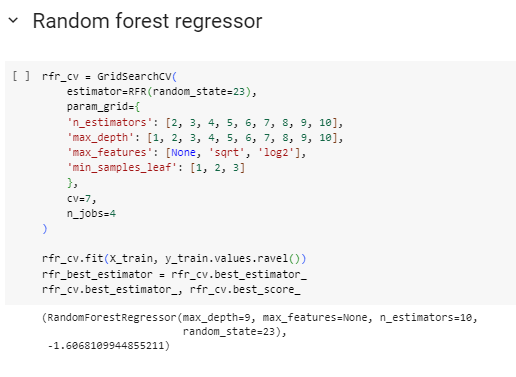 Random forest regressor
[ ] rfr_cv = GridSearchCV(
estimator=RFR(random_state=23),
param_grid={
'n_estimators': [2, 3, 4, 5, 6, 7, 8, 9, 10],
'max_depth': [1, 2, 3, 4, 5, 6, 7, 8, 9, 10],
'max_features': [None, 'sqrt', 'log2'],
'min_samples_leaf': [1, 2, 3]
},
cv=7,
n_jobs=4
)
rfr_cv.fit(X_train, y_train.values.ravel())
rfr_best_estimator = rfr_cv.best_estimator_
rfr_cv.best_estimator_, rfr_cv.best_score_
(RandomForestRegressor(max_depth=9, max_features=None, n_estimators=10,
random_state=23),
-1.6068109944855211)